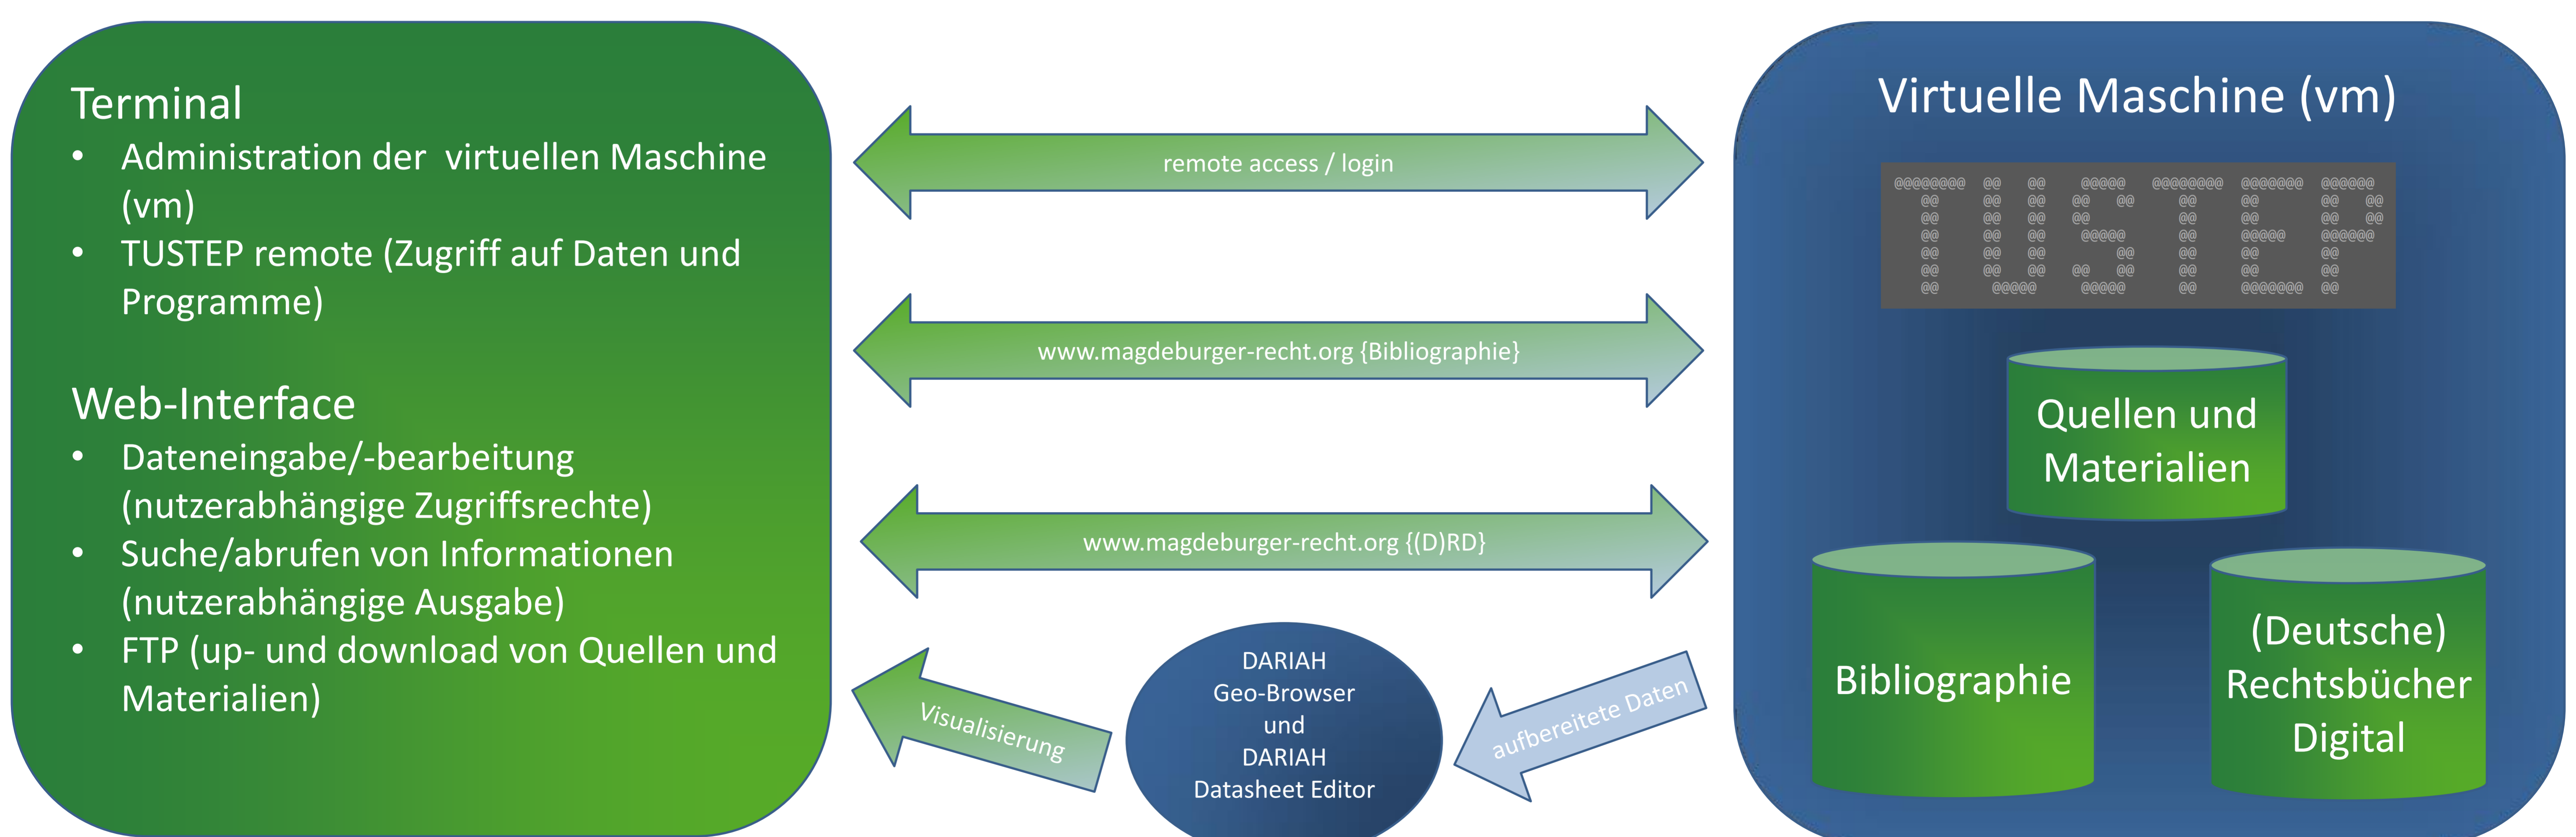 Terminal
• Administration der virtuellen Maschine
(vm)
• TUSTEP remote (Zugriff auf Daten und
Programme)
Web-Interface
• Dateneingabe/-bearbeitung
(nutzerabhängige Zugriffsrechte)
• Suche/abrufen von Informationen
(nutzerabhängige Ausgabe)
• FTP (up- und download von Quellen und
Materialien)
remote access / login
www.magdeburger-recht.org {Bibliographie}
www.magdeburger-recht.org {(D)RD}
Visualisierung
DARIAH
Geo-Browser
und
DARIAH
Datasheet Editor
aufbereitete Daten
Virtuelle Maschine (vm)
TUSTEP
Quellen und
Materialien
Bibliographie
(Deutsche)
Rechtsbücher
Digital